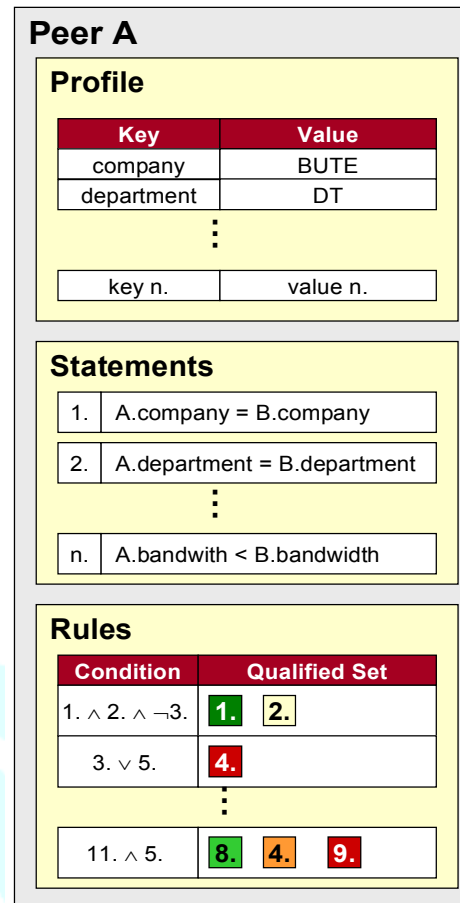 Peer A
Profile
Key Value
company BUTE
department DT
⋮
key n. value n.
Statements
1. A.company = B.company
2. A.department = B.department
⋮
n. A.bandwith < B.bandwidth
Rules
Condition Qualified Set
1. ∧ 2. ∧ ¬3. 1. 2.
3. ∨ 5. 4.
⋮
11. ∧ 5. 8. 4. 9.